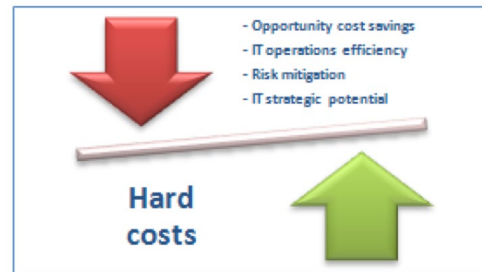 - Opportunity cost savings
- IT operations efficiency
- Risk mitigation
- IT strategic potential
Hard
costs